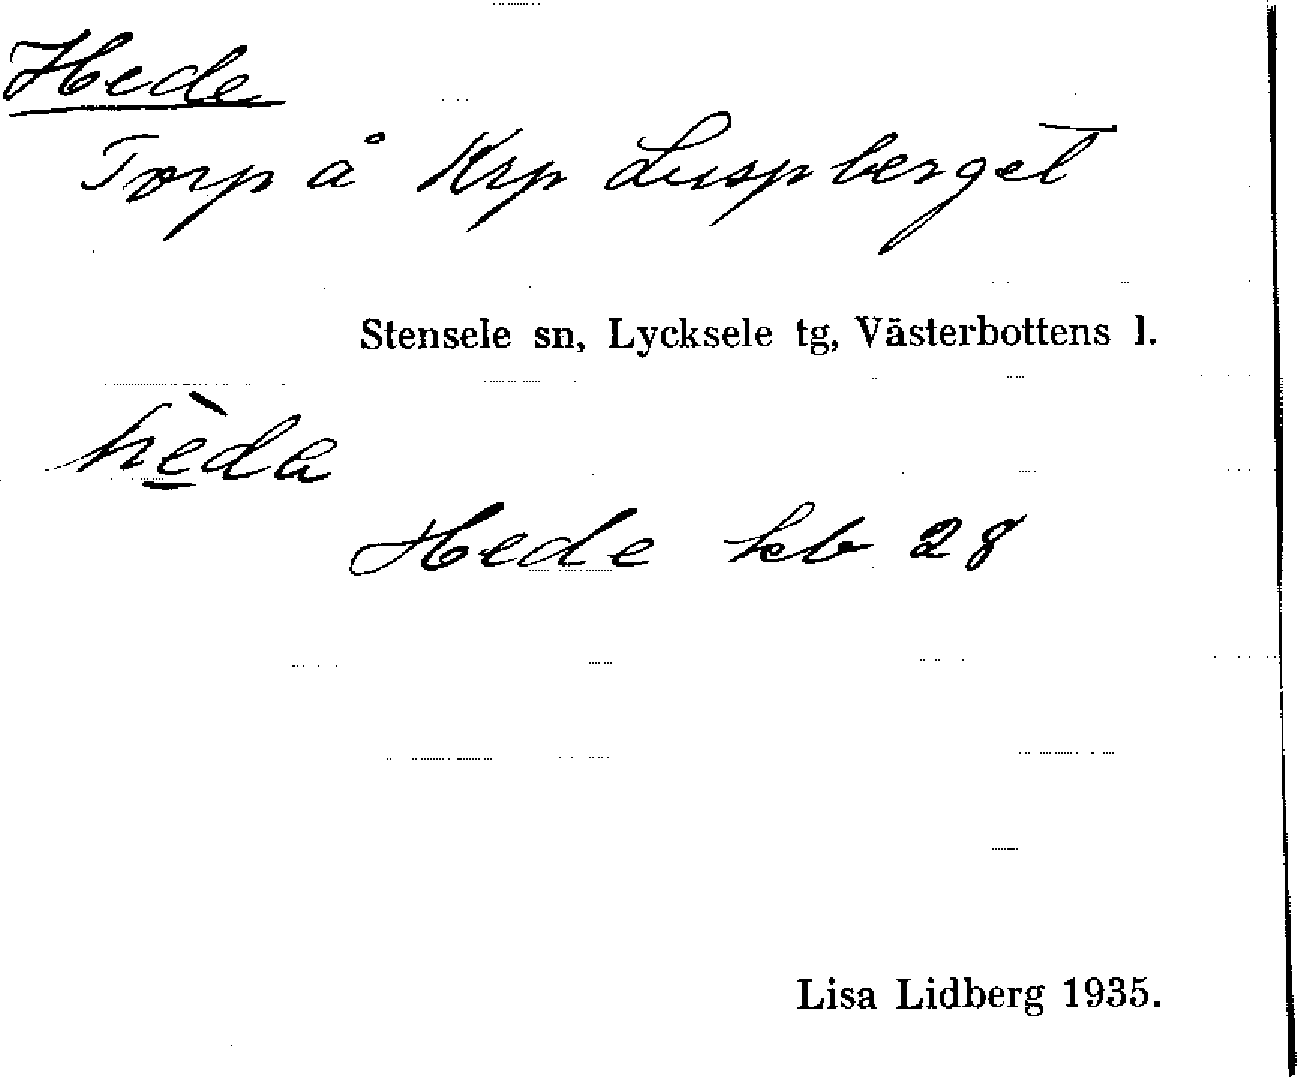 Hede
Torp å Krp Luspberget
Stensele sn, Lycksele tg, Västerbottens l.
hèda
Hede kb 28
Lisa Lidberg 1935.